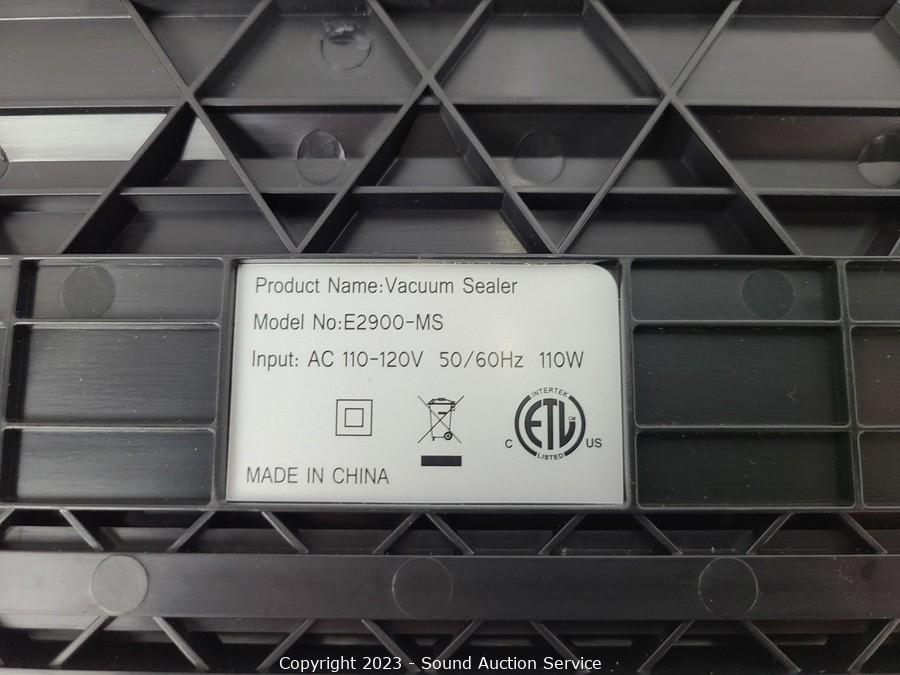 Product Name:Vacuum Sealer
Model No:E2900-MS
Input: AC 110-120V 50/60Hz 110W
INTERTEK
ETL
CM
C
US
LISTED
MADE IN CHINA
Copyright 2023 - Sound Auction Service